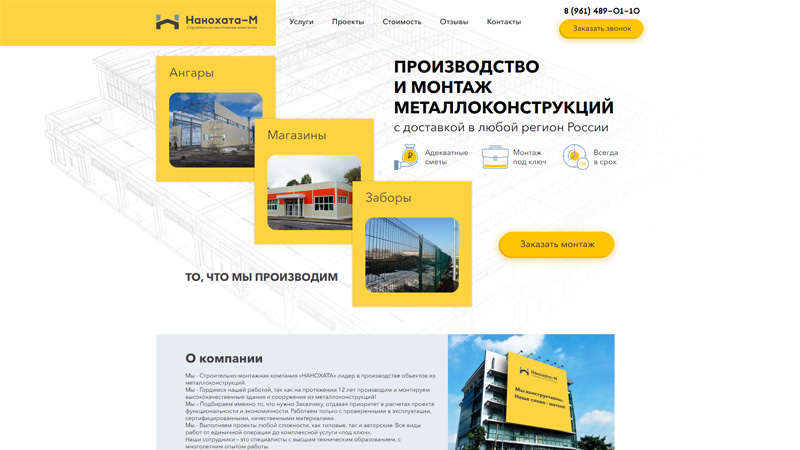 Нанохата-М
Строительно-монтажная компания
Услуги
Проекты
Стоимость
Отзывы
Контакты
8 (961) 489-01-10
Заказать звонок
Ангары
Магазины
Заборы
ТО, ЧТО МЫ ПРОИЗВОДИМ
ПРОИЗВОДСТВО
И МОНТАЖ
МЕТАЛЛОКОНСТРУКЦИЙ
с доставкой в любой регион России
Адекватные
сметы
Монтаж
под ключ
Всегда
в срок
Заказать монтаж
О компании
Мы - Строительно-монтажная компания «НАНОХАТА» лидер в производстве объектов из
металлоконструкций.
Мы - Гордимся нашей работой, так как на протяжении 12 лет производим и монтируем
высококачественные здания и сооружения из металлоконструкций!
Мы - Подбираем именно то, что нужно Заказчику, отдавая приоритет в расчетах проекта
функциональности и экономичности. Работаем только с проверенными в эксплуатации,
сертифицированными, качественными материалами.
Мы - Выполняем проекты любой сложности, как типовые, так и авторские. Все виды
работ от единичной операции до комплексной услуги «под ключ».
Наши сотрудники - это специалисты с высшим техническим образованием, с
многолетним опытом работы.
Нанохата-М
Мы конструктивны,
Наше слово - металл